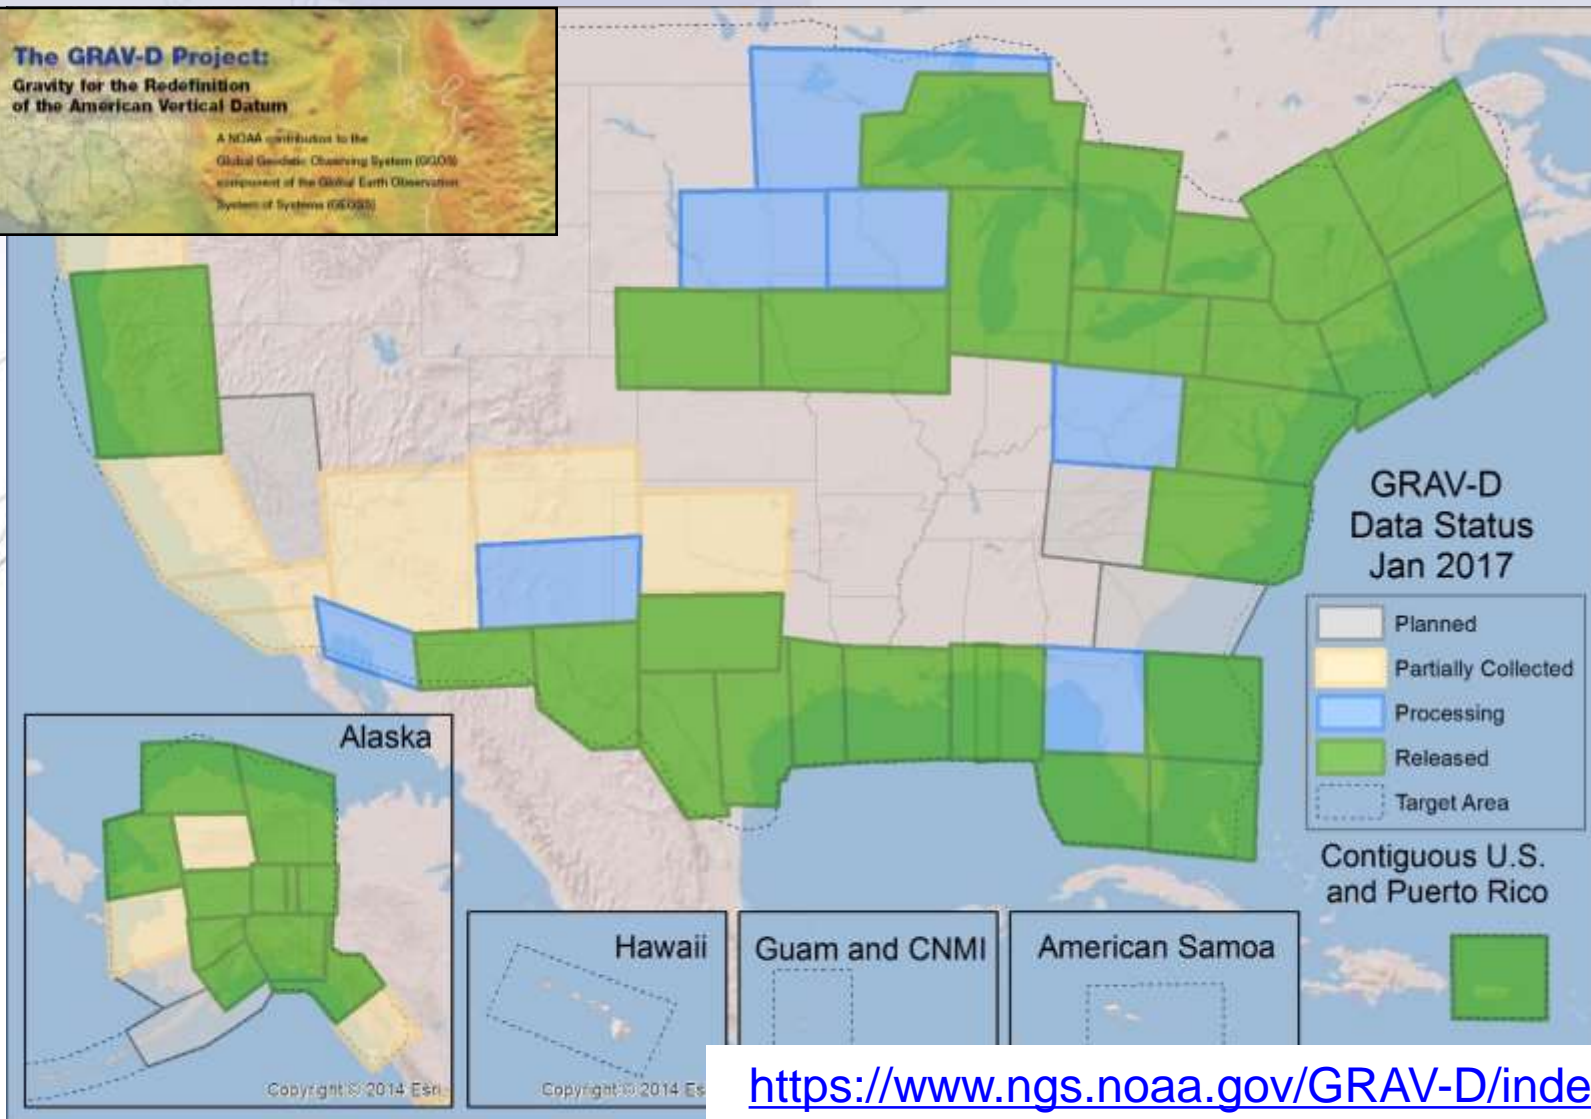 The GRAV-D Project:
Gravity for the Redefinition
of the American Vertical Datum
A NOAA contribution to the
Global Geodetic Observing System (GGOS)
component of the Global Earth Observation
System of Systems (GEOSS)
GRAV-D
Data Status
Jan 2017
Planned
Partially Collected
Processing
Released
Target Area
Contiguous U.S.
and Puerto Rico
Alaska
Copyright © 2014 Esri
Hawaii
Copyright © 2014 Es
Guam and CNMI
American Samoa
https://www.ngs.noaa.gov/GRAV-D/inde